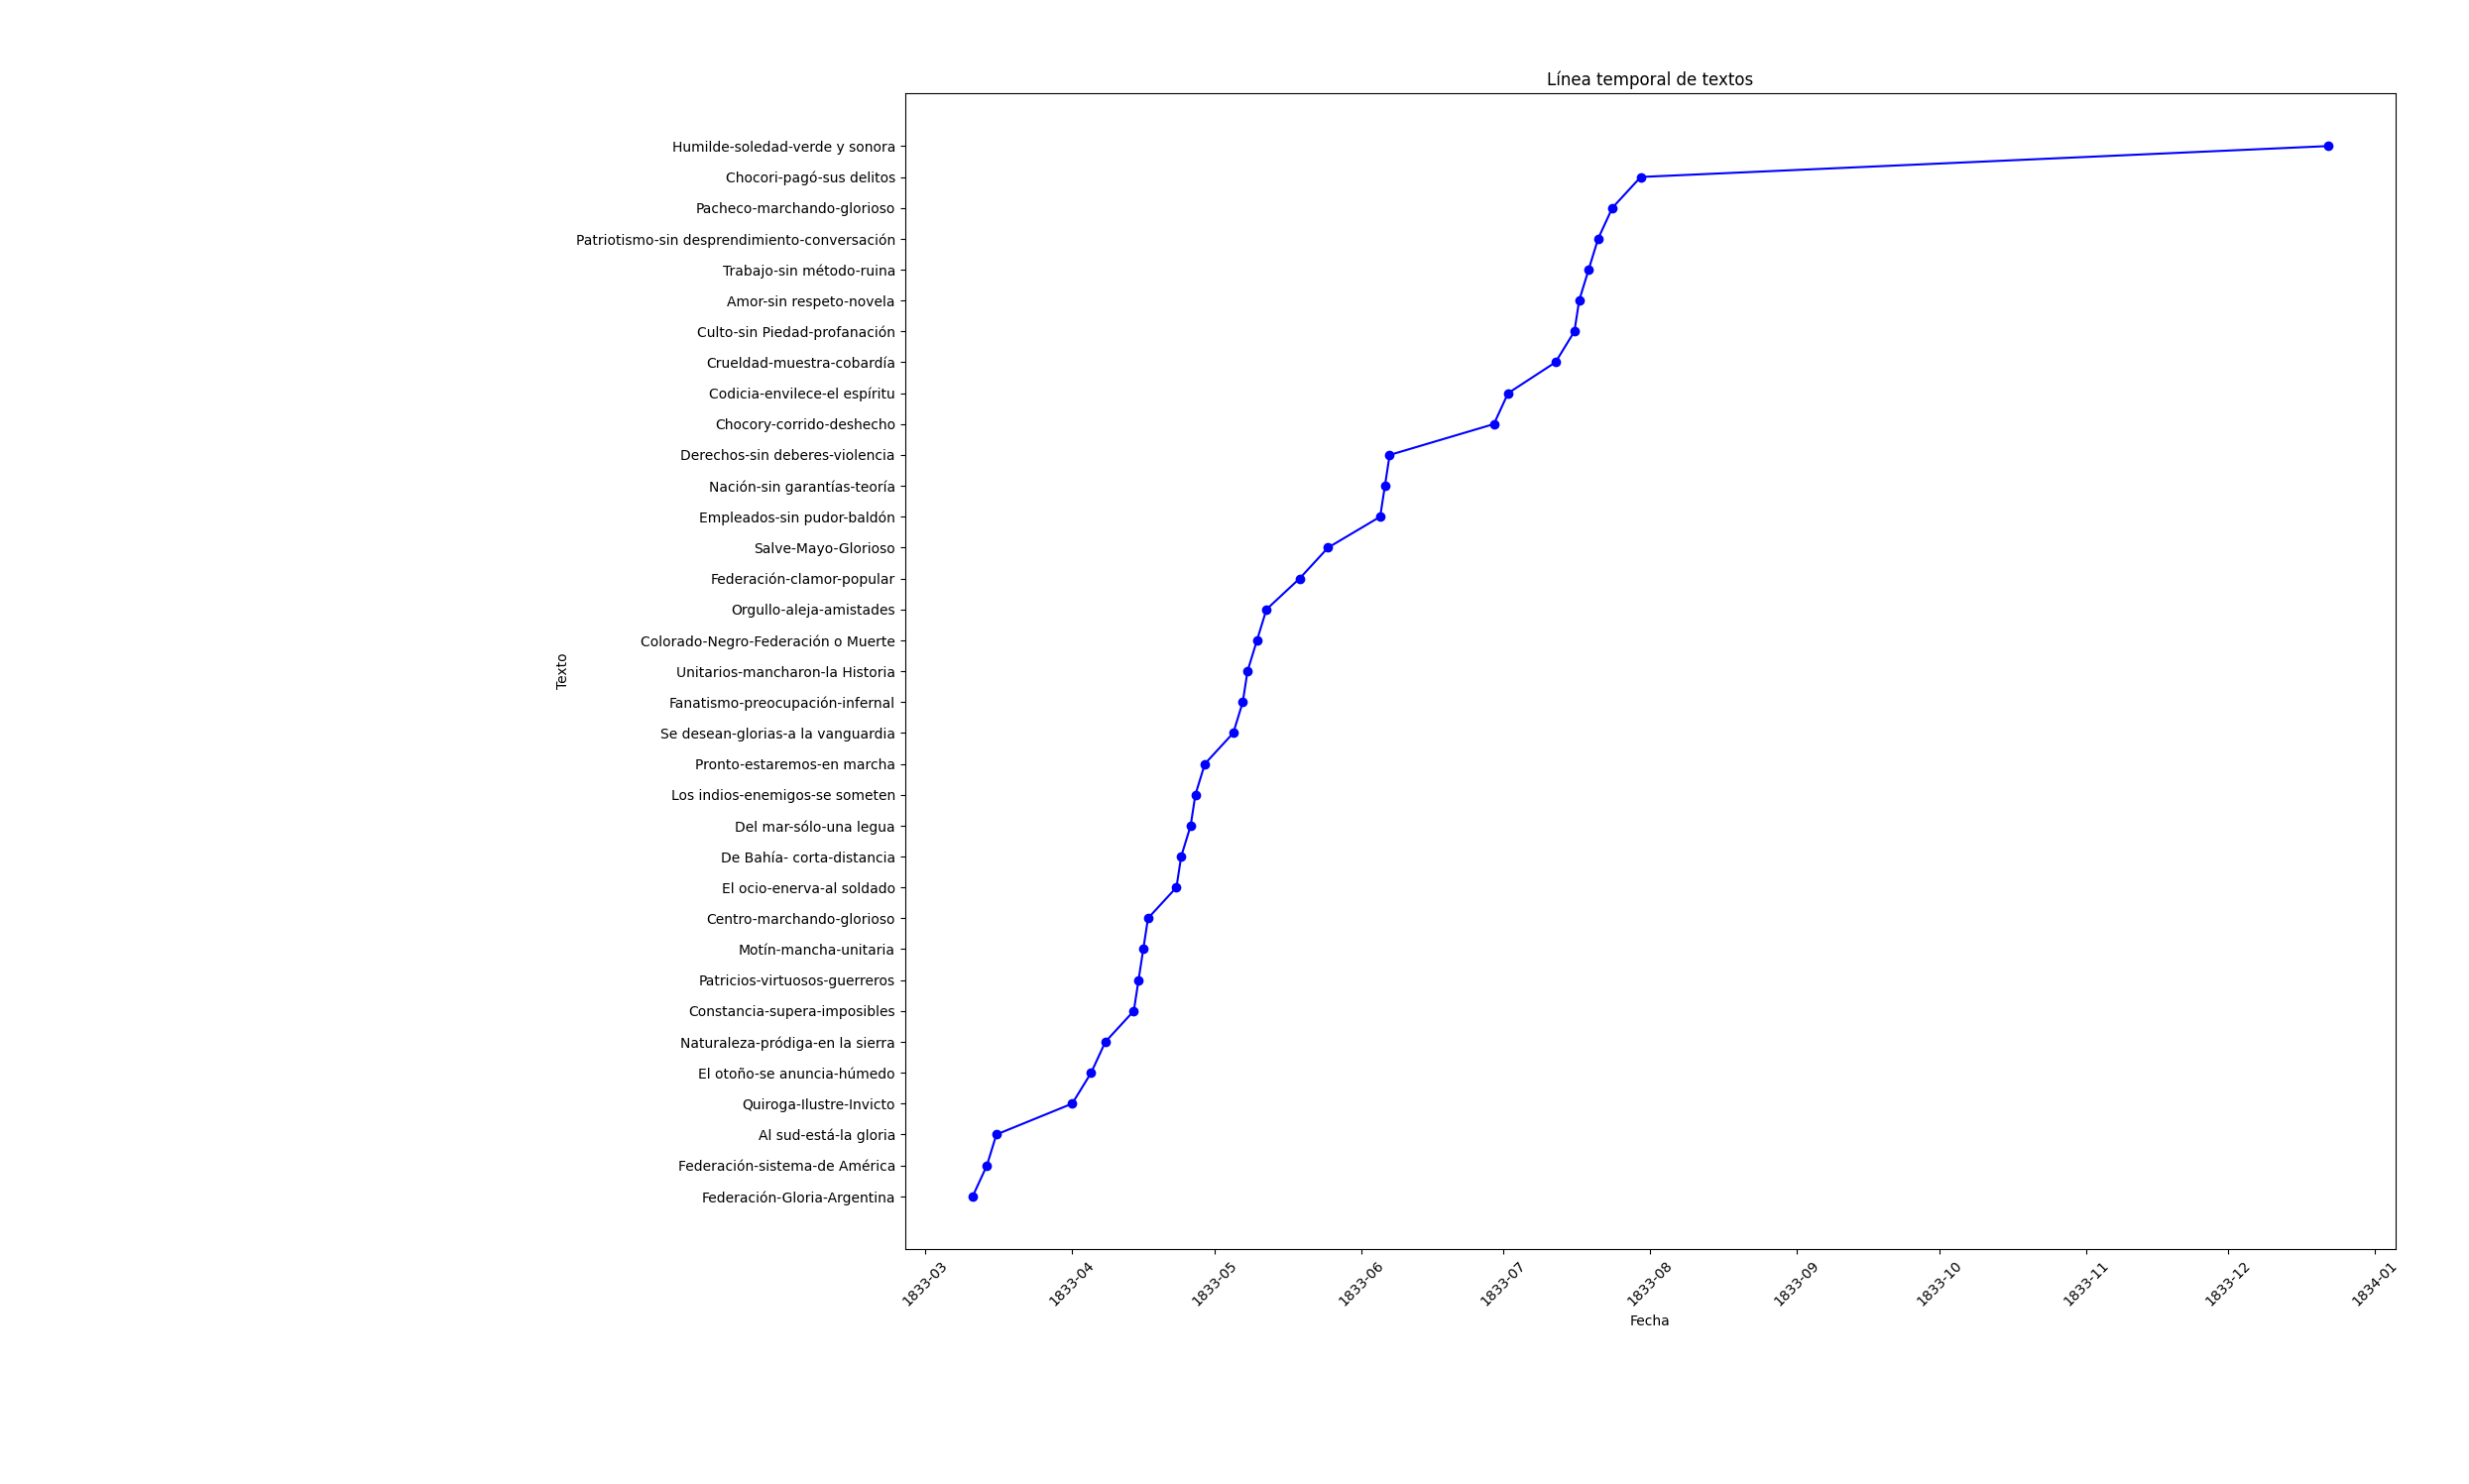 Línea temporal de textos
Humilde-soledad-verde y sonora
Chocori-pagó-sus delitos
Pacheco-marchando-glorioso
Patriotismo-sin desprendimiento-conversación
Trabajo-sin método-ruina
Amor-sin respeto-novela
Culto-sin Piedad-profanación
Crueldad-muestra-cobardía
Codicia-envilece-el espíritu
Chocory-corrido-deshecho
Derechos-sin deberes-violencia
Nación-sin garantías-teoría
Empleados-sin pudor-baldón
Salve-Mayo-Glorioso
Federación-clamor-popular
Orgullo-aleja-amistades
Colorado-Negro-Federación o Muerte
Texto
Unitarios-mancharon-la Historia
Fanatismo-preocupación-infernal
Se desean-glorias-a la vanguardia
Pronto-estaremos-en marcha
Los indios-enemigos-se someten
Del mar-sólo-una legua
De Bahía- corta-distancia
El ocio-enerva-al soldado
Centro-marchando-glorioso
Motín-mancha-unitaria
Patricios-virtuosos-guerreros
Constancia-supera-imposibles
Naturaleza-pródiga-en la sierra
El otoño-se anuncia-húmedo
Quiroga-Ilustre-Invicto
Al sud-está-la gloria
Federación-sistema-de América
Federación-Gloria-Argentina
1833-03
1833-04
1833-05
1833-06
1833-07
1833-08
1833-09
1833-10
1833-11
1833-12
1834-01
Fecha